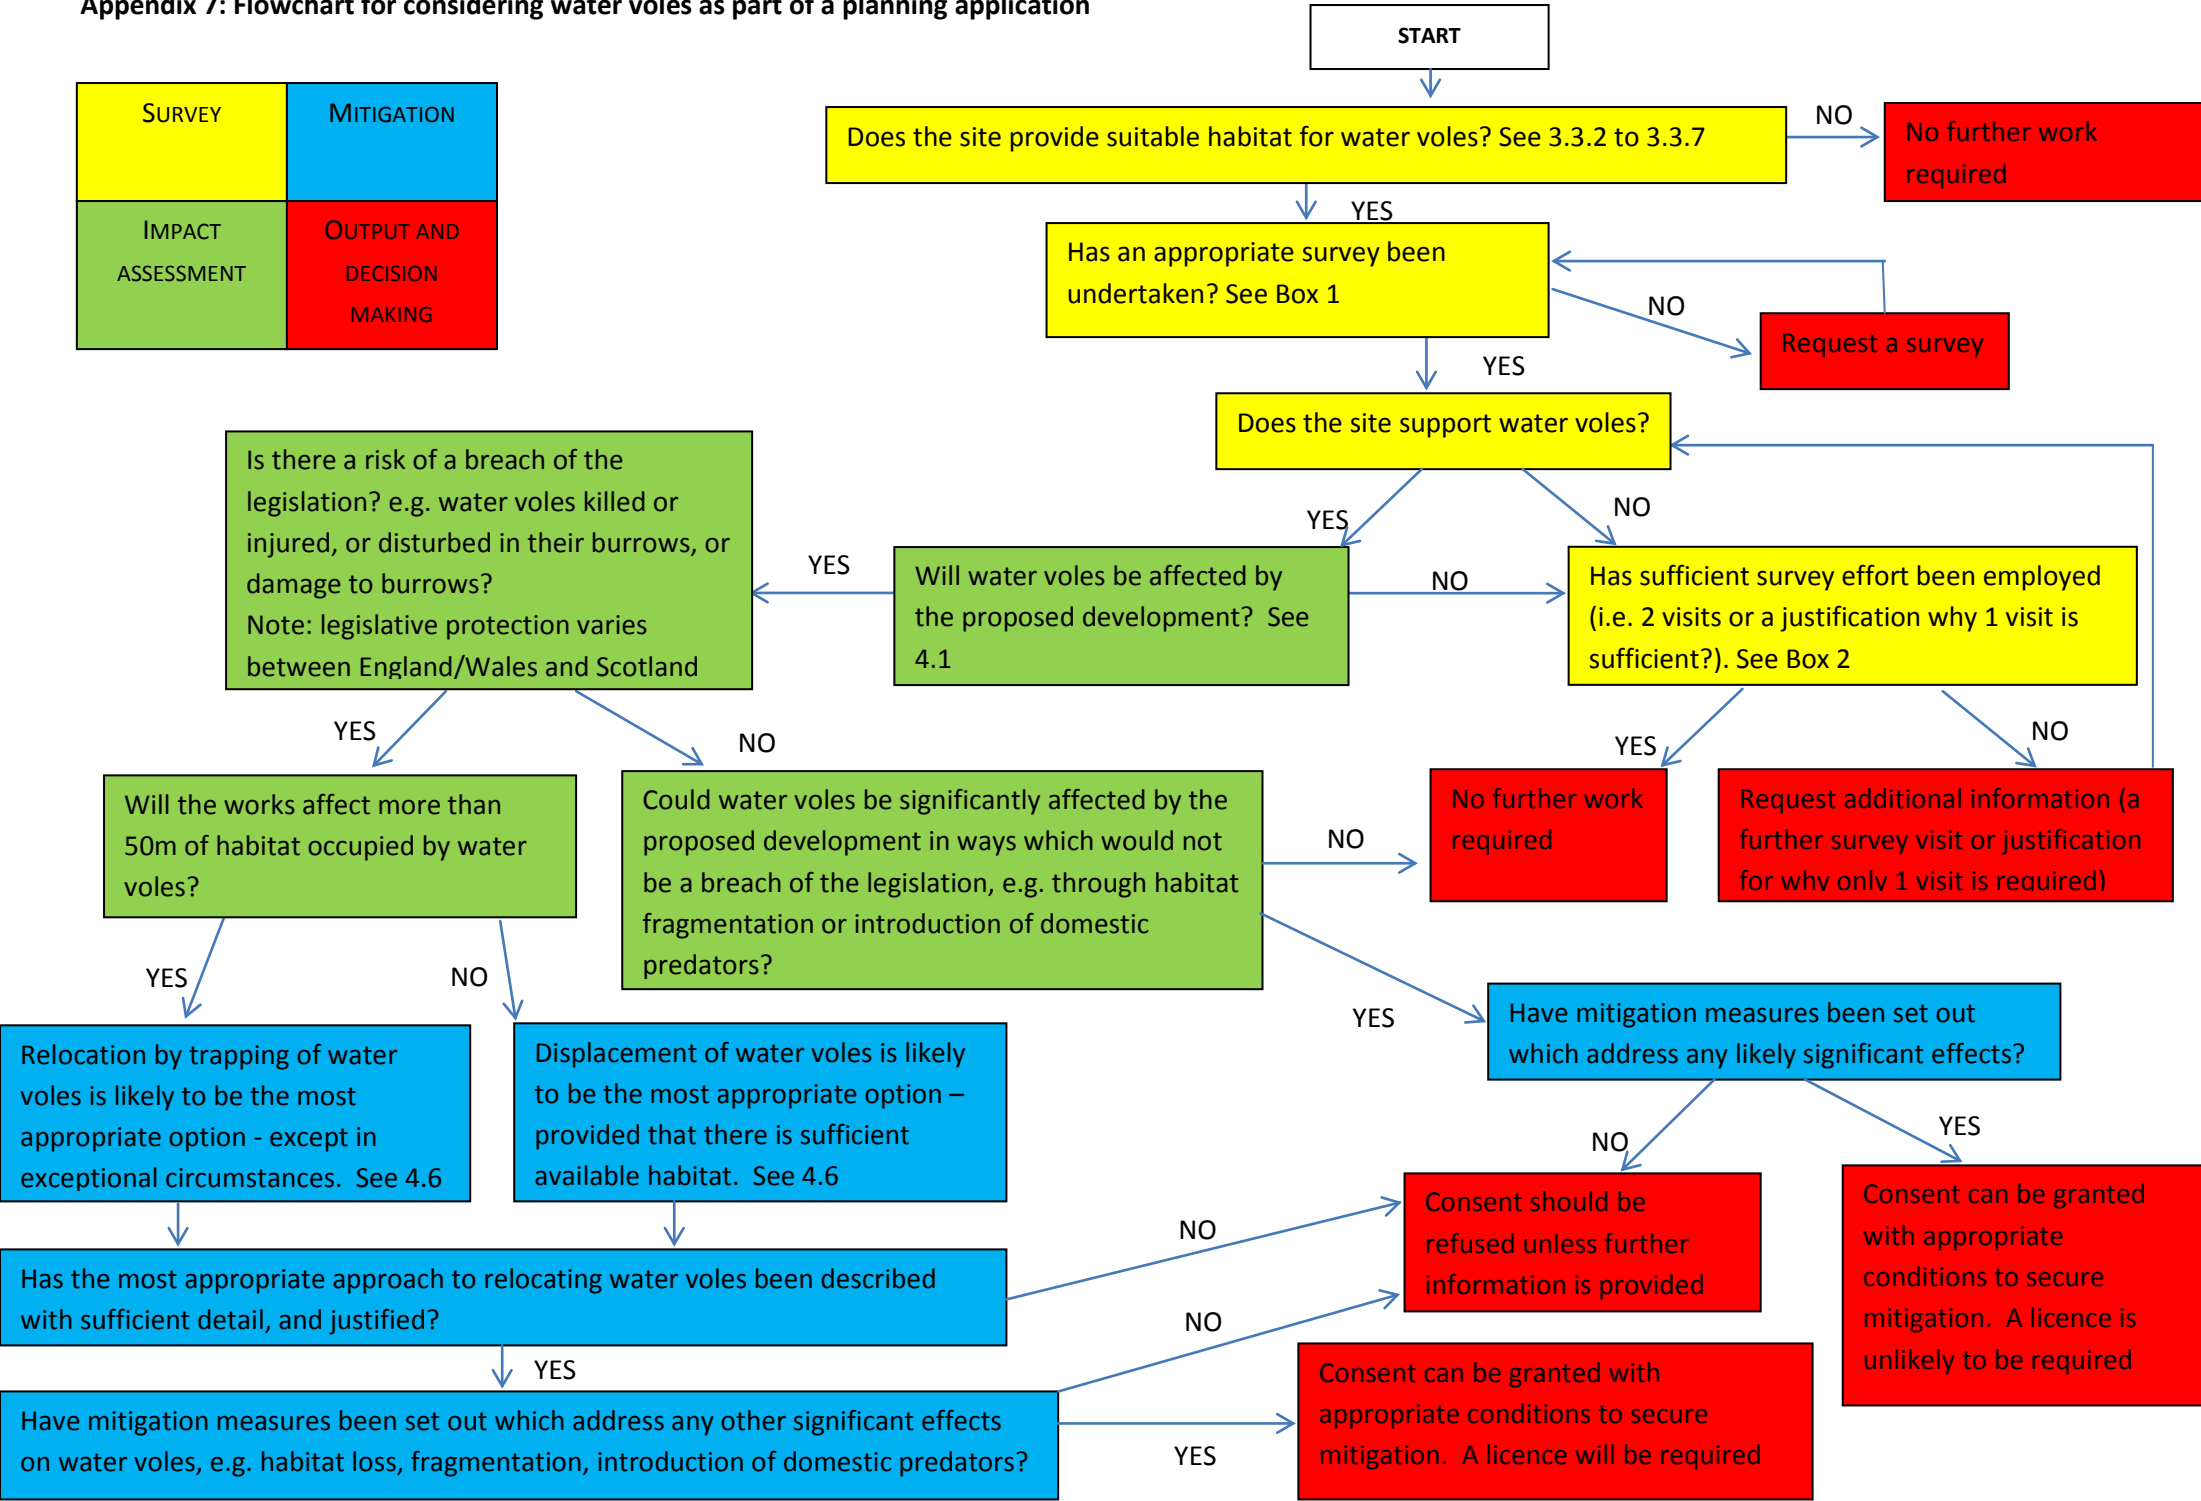 Appendix 7: Flowchart for considering water voles as part of a planning application
START
SURVEY
MITIGATION
IMPACT
ASSESSMENT
OUTPUT AND
DECISION
MAKING
Does the site provide suitable habitat for water voles? See 3.3.2 to 3.3.7
NO
No further work
required
YES
Has an appropriate survey been
undertaken? See Box 1
NO
Request a survey
YES
Does the site support water voles?
YES
NO
Is there a risk of a breach of the
legislation? e.g. water voles killed or
injured, or disturbed in their burrows, or
damage to burrows?
Note: legislative protection varies
between England/Wales and Scotland
YES
Will water voles be affected by
the proposed development?  See
4.1
NO
Has sufficient survey effort been employed
(i.e. 2 visits or a justification why 1 visit is
sufficient?). See Box 2
YES
NO
YES
NO
Will the works affect more than
50m of habitat occupied by water
voles?
Could water voles be significantly affected by the
proposed development in ways which would not
be a breach of the legislation, e.g. through habitat
fragmentation or introduction of domestic
predators?
NO
No further work
required
Request additional information (a
further survey visit or justification
for why only 1 visit is required)
YES
NO
YES
Have mitigation measures been set out
which address any likely significant effects?
Relocation by trapping of water
voles is likely to be the most
appropriate option - except in
exceptional circumstances.  See 4.6
Displacement of water voles is likely
to be the most appropriate option –
provided that there is sufficient
available habitat.  See 4.6
NO
YES
Consent should be
refused unless further
information is provided
Consent can be granted
with appropriate
conditions to secure
mitigation.  A licence is
unlikely to be required
Has the most appropriate approach to relocating water voles been described
with sufficient detail, and justified?
NO
YES
NO
Have mitigation measures been set out which address any other significant effects
on water voles, e.g. habitat loss, fragmentation, introduction of domestic predators?
YES
Consent can be granted with
appropriate conditions to secure
mitigation.  A licence will be required